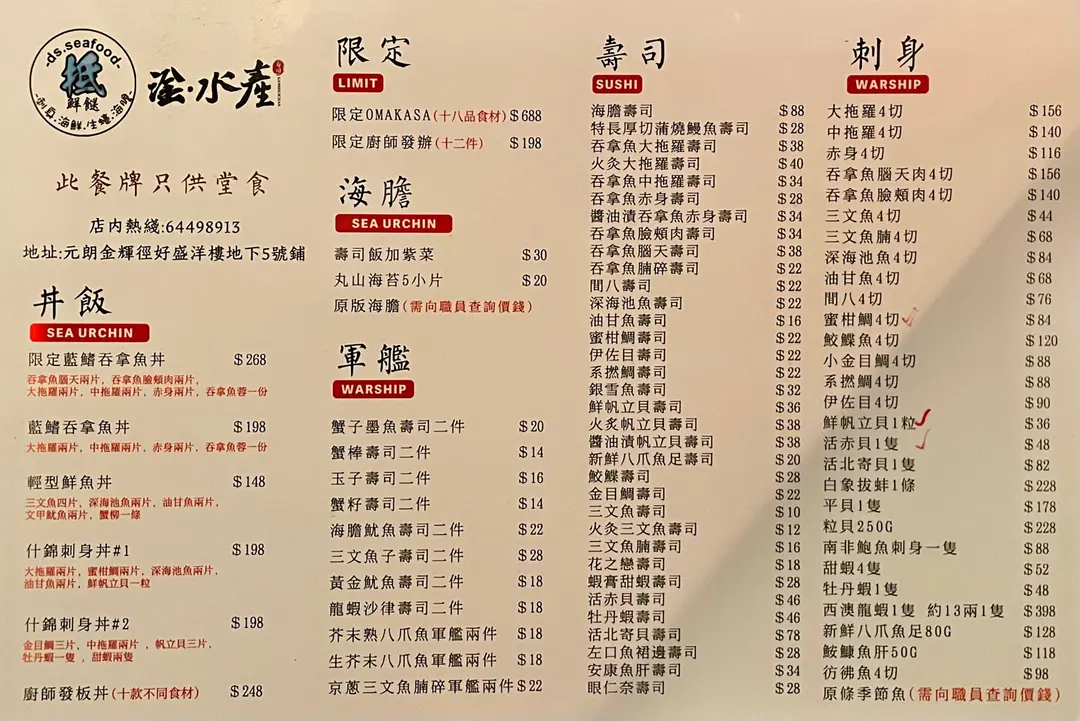 -ds.seafood-
抵
鮮餸
滋·水產
此餐牌只供堂食
店內熱綫:64498913
地址:元朗金輝徑好盛洋樓地下5號鋪
丼飯
SEA URCHIN
限定藍鰭吞拿魚丼 $268
吞拿魚腦天兩片，吞拿魚臉頰肉兩片，
大拖羅兩片，中拖羅兩片，赤身兩片，吞拿魚蓉一份
藍鰭吞拿魚丼 $198
大拖羅兩片，中拖羅兩片，赤身兩片，吞拿魚蓉一份
輕型鮮魚丼 $148
三文魚四片，深海池魚兩片，油甘魚兩片，
文甲魷魚兩片，蟹柳一條
什錦刺身丼#1 $198
大拖羅兩片，蜜柑鯛兩片，深海池魚兩片，
油甘魚兩片，鮮帆立貝一粒
什錦刺身丼#2 $198
金目鯛三片，中拖羅兩片，帆立貝三片，
牡丹蝦一隻，甜蝦兩隻
廚師發板丼(十款不同食材) $248
限定
LIMIT
限定OMAKASA(十八品食材) $688
限定廚師發辦(十二件) $198
海膽
SEA URCHIN
壽司飯加紫菜 $30
丸山海苔5小片 $20
原版海膽(需向職員查詢價錢)
軍艦
WARSHIP
蟹子墨魚壽司二件 $20
蟹棒壽司二件 $14
玉子壽司二件 $16
蟹籽壽司二件 $14
海膽魷魚壽司二件 $22
三文魚子壽司二件 $28
黃金魷魚壽司二件 $18
龍蝦沙律壽司二件 $18
芥末熟八爪魚軍艦兩件 $18
生芥末八爪魚軍艦兩件 $18
京蔥三文魚腩碎軍艦兩件 $22
壽司
SUSHI
海膽壽司 $88
特長厚切蒲燒鰻魚壽司 $28
吞拿魚大拖羅壽司 $38
火炙大拖羅壽司 $40
吞拿魚中拖羅壽司 $34
吞拿魚赤身壽司 $28
醬油漬吞拿魚赤身壽司 $34
吞拿魚臉頰肉壽司 $34
吞拿魚腦天壽司 $38
吞拿魚腩碎壽司 $22
間八壽司 $22
深海池魚壽司 $22
油甘魚壽司 $16
蜜柑鯛壽司 $22
伊佐目壽司 $22
系撚鯛壽司 $22
銀雪魚壽司 $32
鮮帆立貝壽司 $36
火炙帆立貝壽司 $38
醬油漬帆立貝壽司 $38
新鮮八爪魚足壽司 $20
鮫鰈壽司 $28
金目鯛壽司 $22
三文魚壽司 $10
火炙三文魚壽司 $12
三文魚腩壽司 $16
花之戀壽司 $18
蝦膏甜蝦壽司 $28
活赤貝壽司 $46
牡丹蝦壽司 $46
活北寄貝壽司 $78
左口魚裙邊壽司 $28
安康魚肝壽司 $34
眼仁奈壽司 $28
刺身
WARSHIP
大拖羅4切 $156
中拖羅4切 $140
赤身4切 $116
吞拿魚腦天肉4切 $156
吞拿魚臉頰肉4切 $140
三文魚4切 $44
三文魚腩4切 $68
深海池魚4切 $84
油甘魚4切 $68
間八4切 $76
蜜柑鯛4切 $84
鮫鰈魚4切 $120
小金目鯛4切 $88
系撚鯛4切 $88
伊佐目4切 $90
鮮帆立貝1粒 $36
活赤貝1隻 $48
活北寄貝1隻 $82
白象拔蚌1條 $228
平貝1隻 $178
粒貝250G $228
南非鮑魚刺身一隻 $88
甜蝦4隻 $52
牡丹蝦1隻 $48
西澳龍蝦1隻 約13兩1隻 $398
新鮮八爪魚足80G $128
鮟鱇魚肝50G $118
彷彿魚4切 $98
原條季節魚(需向職員查詢價錢)